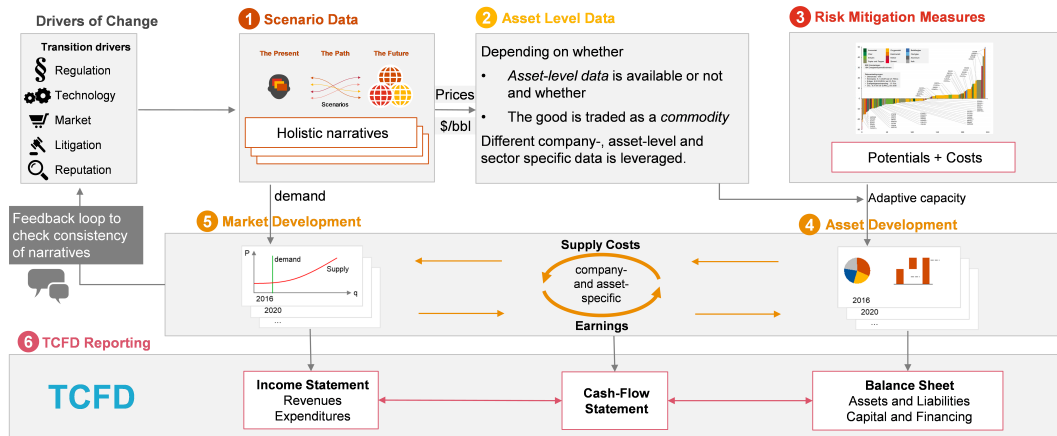 Drivers of Change
Transition drivers
Regulation
Technology
Market
Litigation
Reputation
Feedback loop to
check consistency
of narratives
1 Scenario Data
The Present
The Path
The Future
Scenarios
Holistic narratives
demand
Prices
$/bbl
2 Asset Level Data
Depending on whether
• Asset-level data is available or not
and whether
• The good is traded as a commodity
Different company-, asset-level and
sector specific data is leveraged.
3 Risk Mitigation Measures
Potentials + Costs
Adaptive capacity
5 Market Development
P
demand
Supply
q
2016
2020
...
Supply Costs
company-
and asset-
specific
Earnings
4 Asset Development
2016
2020
...
6 TCFD Reporting
TCFD
Income Statement
Revenues
Expenditures
Cash-Flow
Statement
Balance Sheet
Assets and Liabilities
Capital and Financing